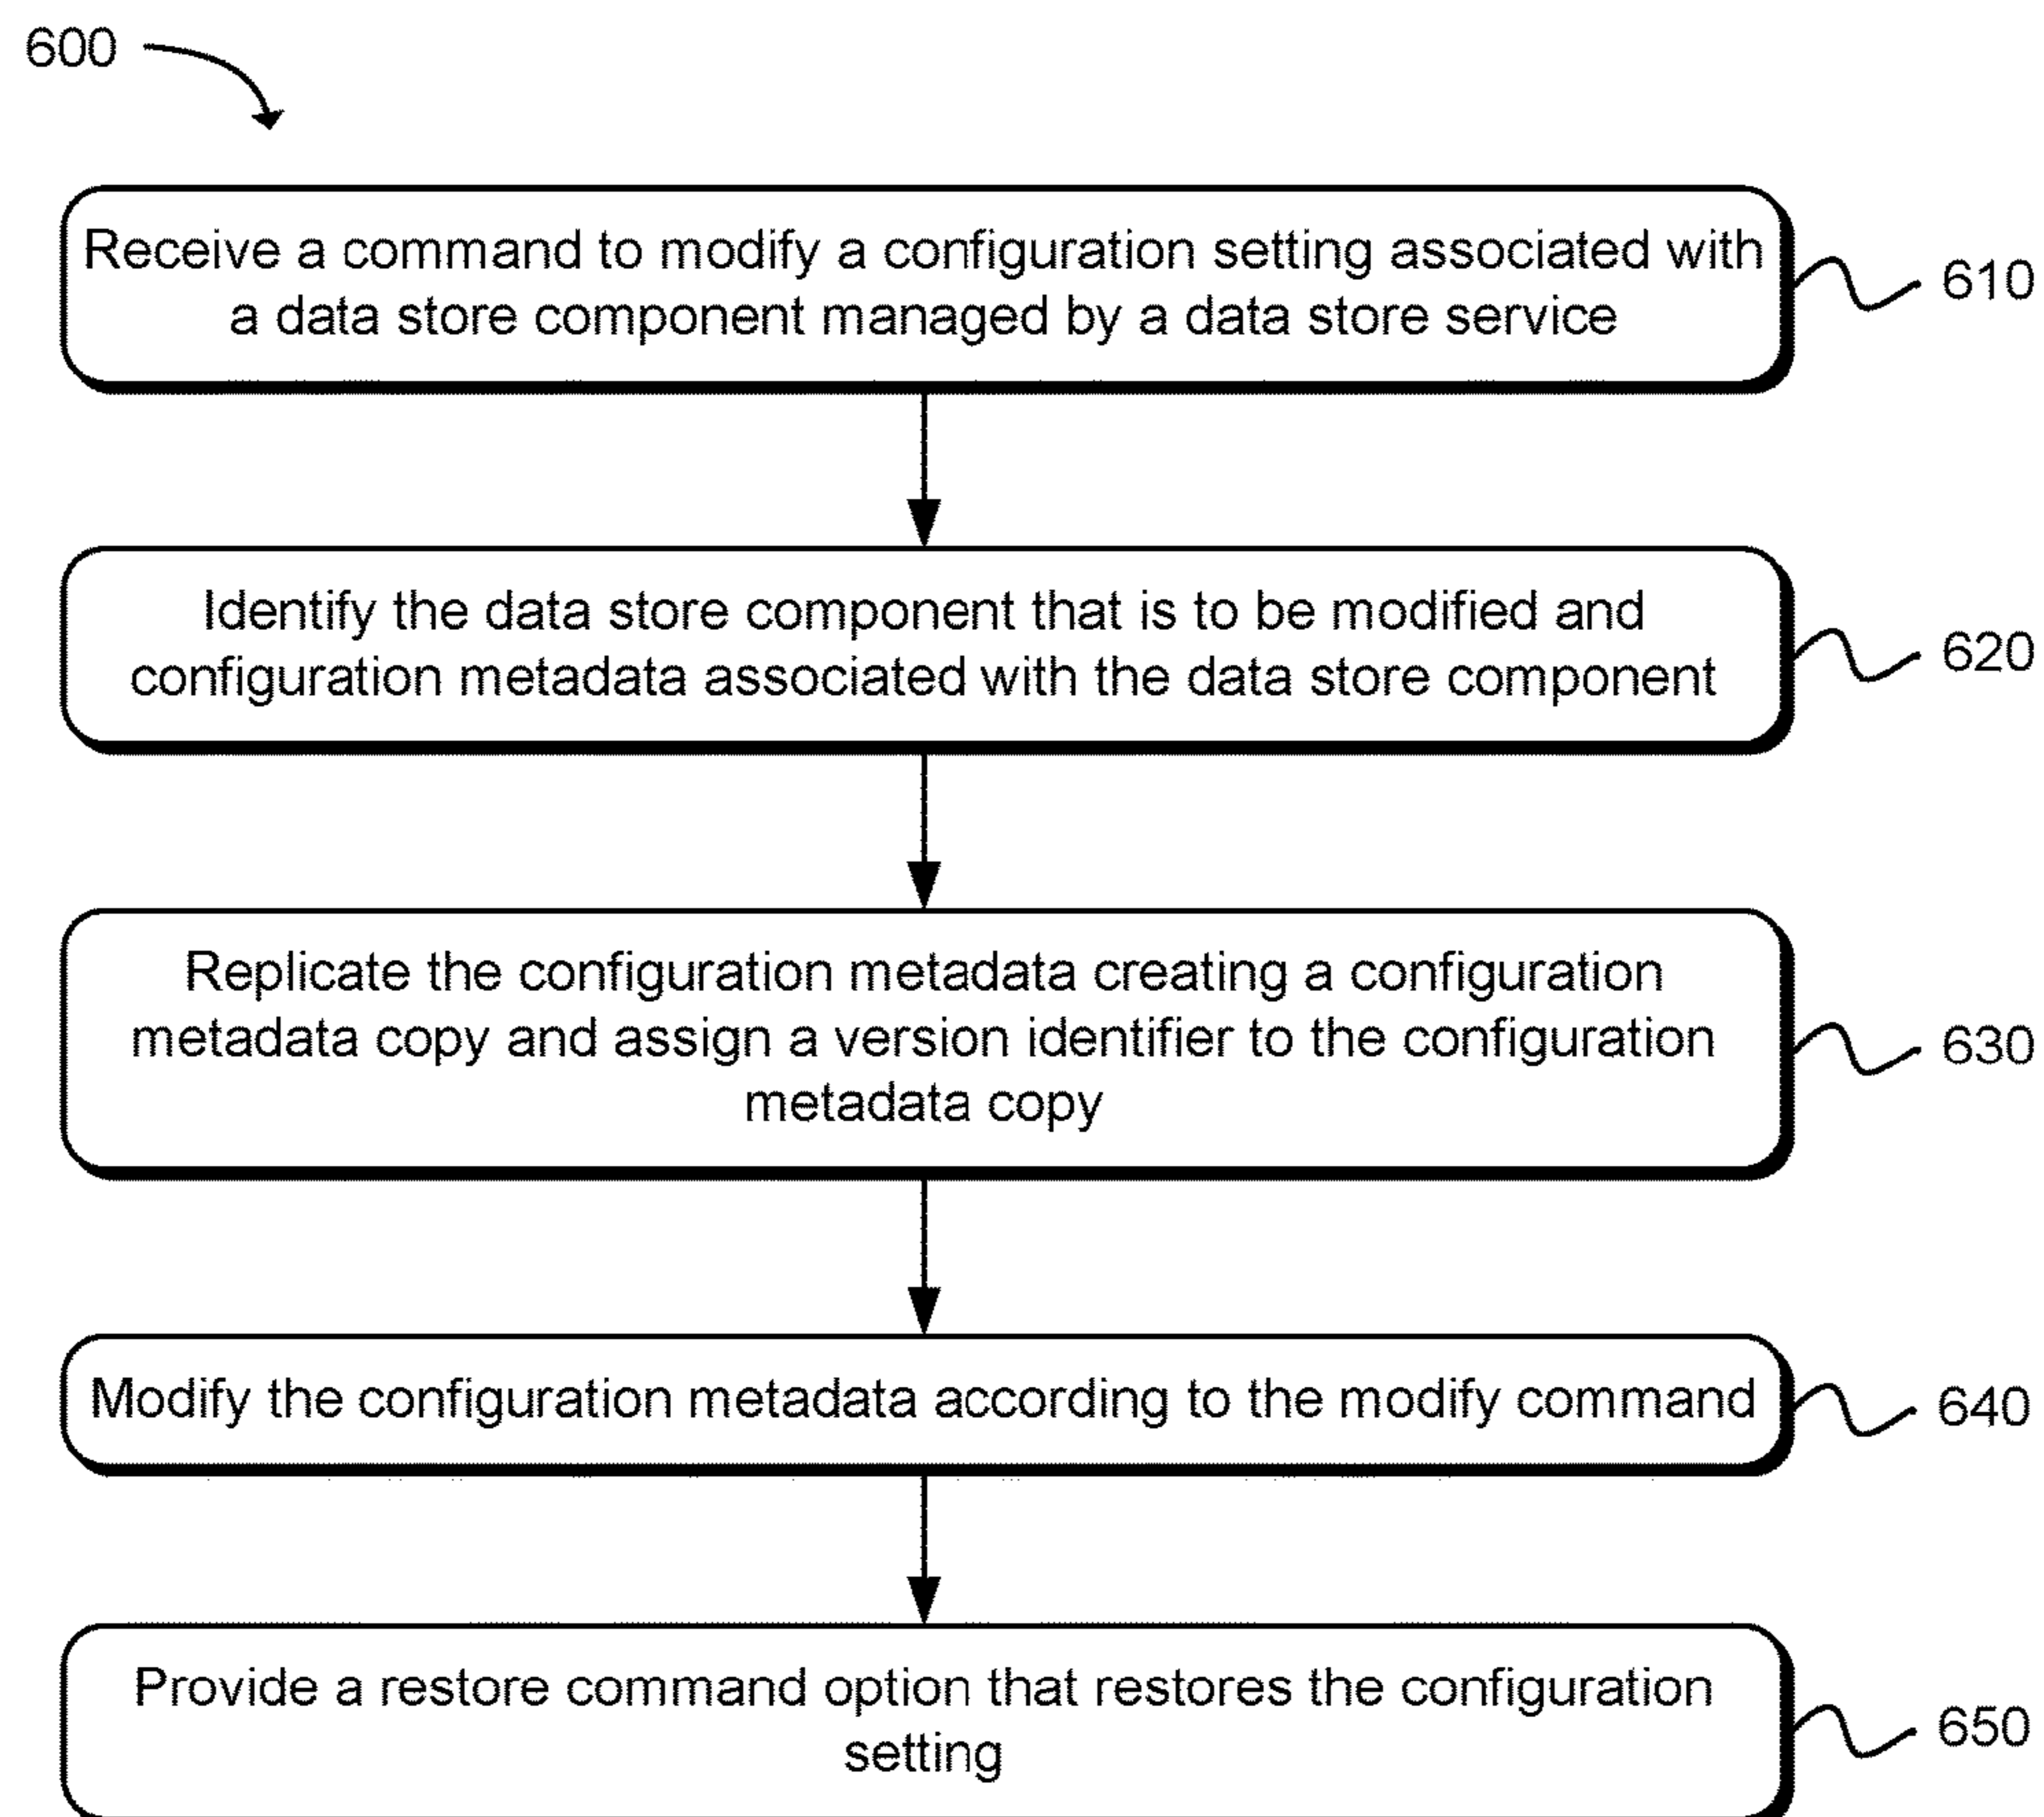 600
Receive a command to modify a configuration setting associated with
a data store component managed by a data store service
610
Identify the data store component that is to be modified and
configuration metadata associated with the data store component
620
Replicate the configuration metadata creating a configuration
metadata copy and assign a version identifier to the configuration
metadata copy
630
Modify the configuration metadata according to the modify command
640
Provide a restore command option that restores the configuration
setting
650